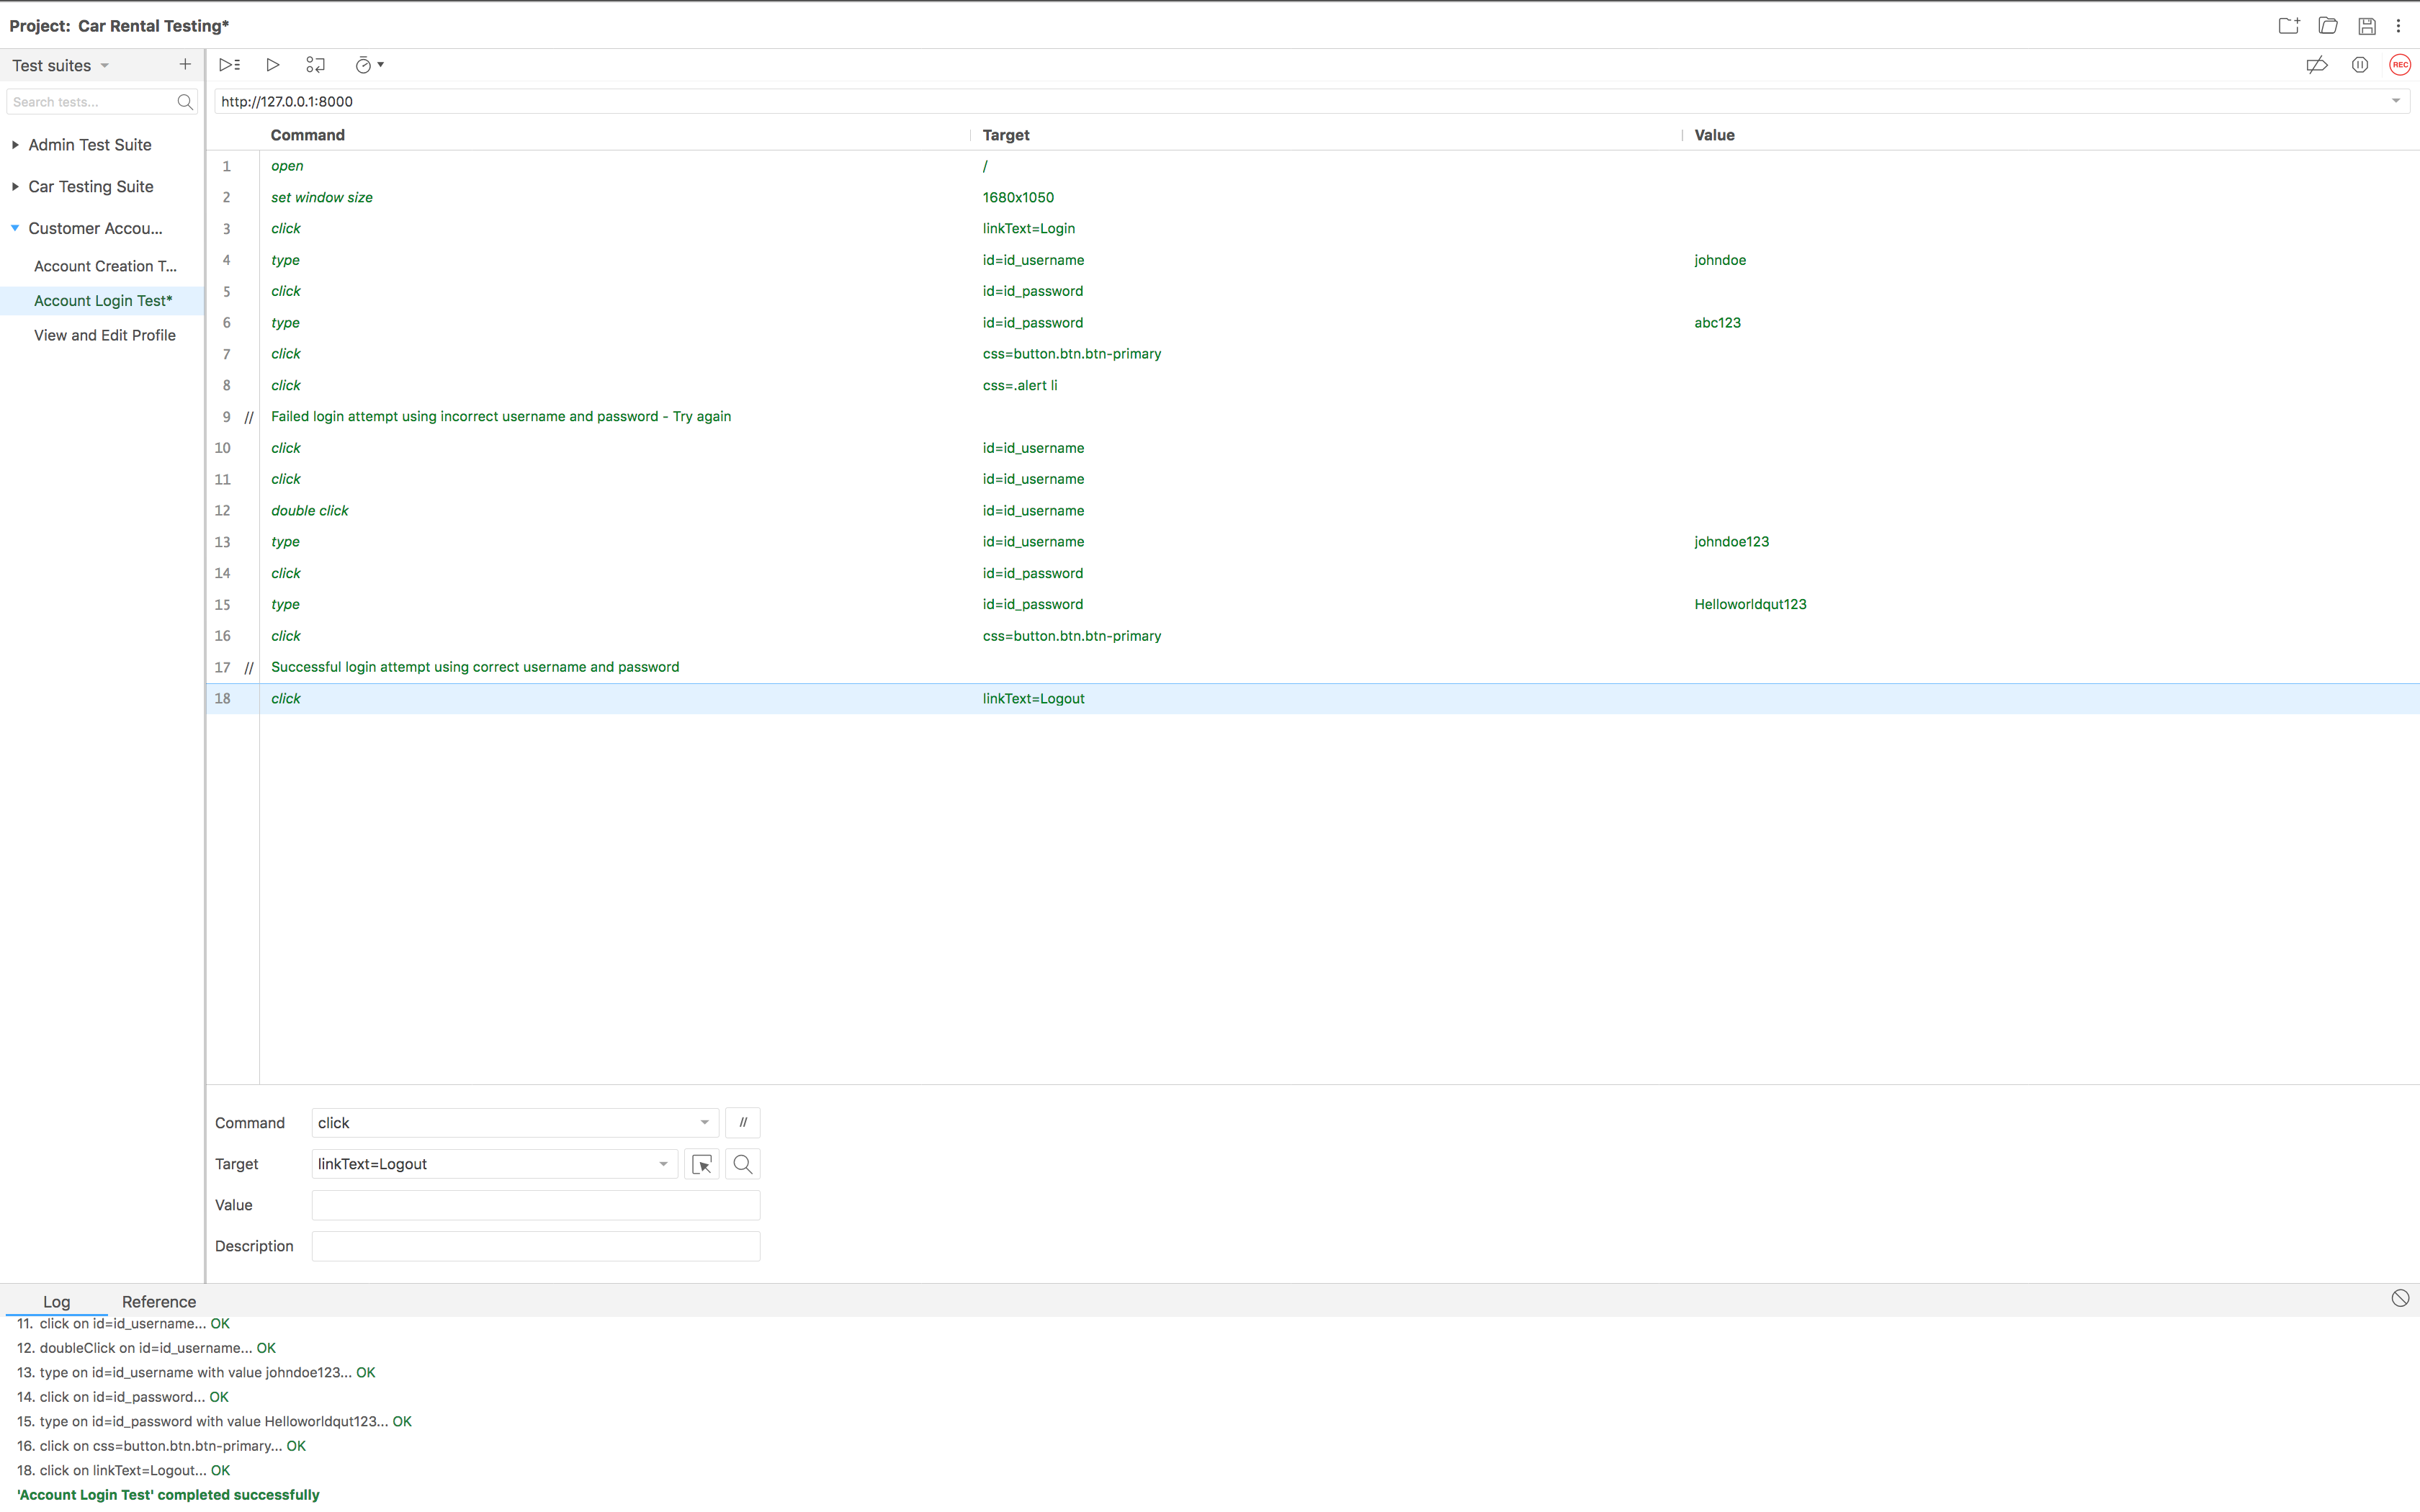 Project: Car Rental Testing*
Test suites
Search tests...
Admin Test Suite
Car Testing Suite
Customer Accou...
Account Creation T...
Account Login Test*
View and Edit Profile
REC
http://127.0.0.1:8000
Command Target Value
1 open /
2 set window size 1680x1050
3 click linkText=Login
4 type id=id_username johndoe
5 click id=id_password
6 type id=id_password abc123
7 click css=button.btn.btn-primary
8 click css=.alert li
9 // Failed login attempt using incorrect username and password - Try again
10 click id=id_username
11 click id=id_username
12 double click id=id_username
13 type id=id_username johndoe123
14 click id=id_password
15 type id=id_password Helloworldqut123
16 click css=button.btn.btn-primary
17 // Successful login attempt using correct username and password
18 click linkText=Logout
Command click //
Target linkText=Logout
Value
Description
Log Reference
11. click on id=id_username... OK
12. doubleClick on id=id_username... OK
13. type on id=id_username with value johndoe123... OK
14. click on id=id_password... OK
15. type on id=id_password with value Helloworldqut123... OK
16. click on css=button.btn.btn-primary... OK
18. click on linkText=Logout... OK
'Account Login Test' completed successfully